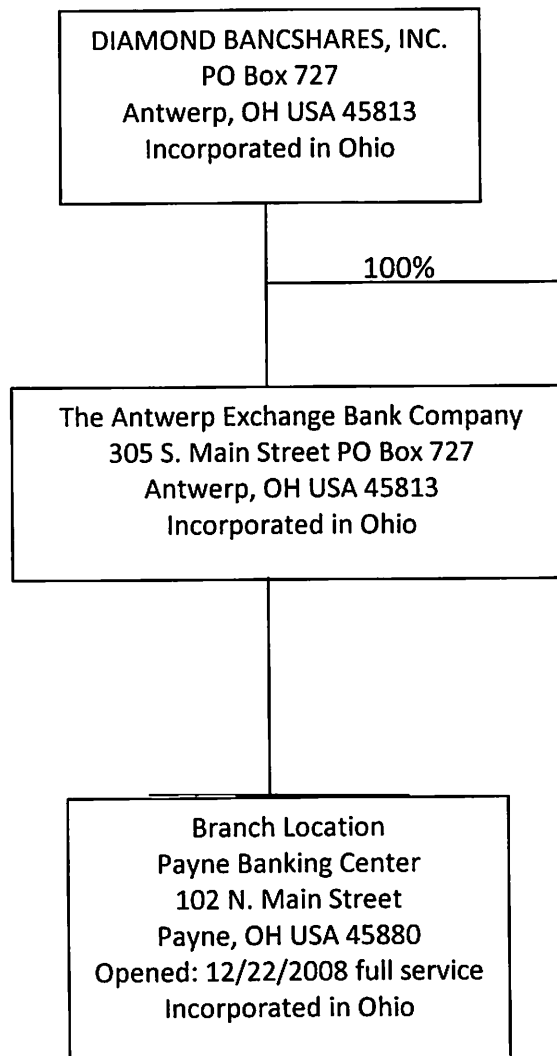 DIAMOND BANCSHARES, INC.
PO Box 727
Antwerp, OH USA 45813
Incorporated in Ohio
100%
The Antwerp Exchange Bank Company
305 S. Main Street PO Box 727
Antwerp, OH USA 45813
Incorporated in Ohio
Branch Location
Payne Banking Center
102 N. Main Street
Payne, OH USA 45880
Opened: 12/22/2008 full service
Incorporated in Ohio